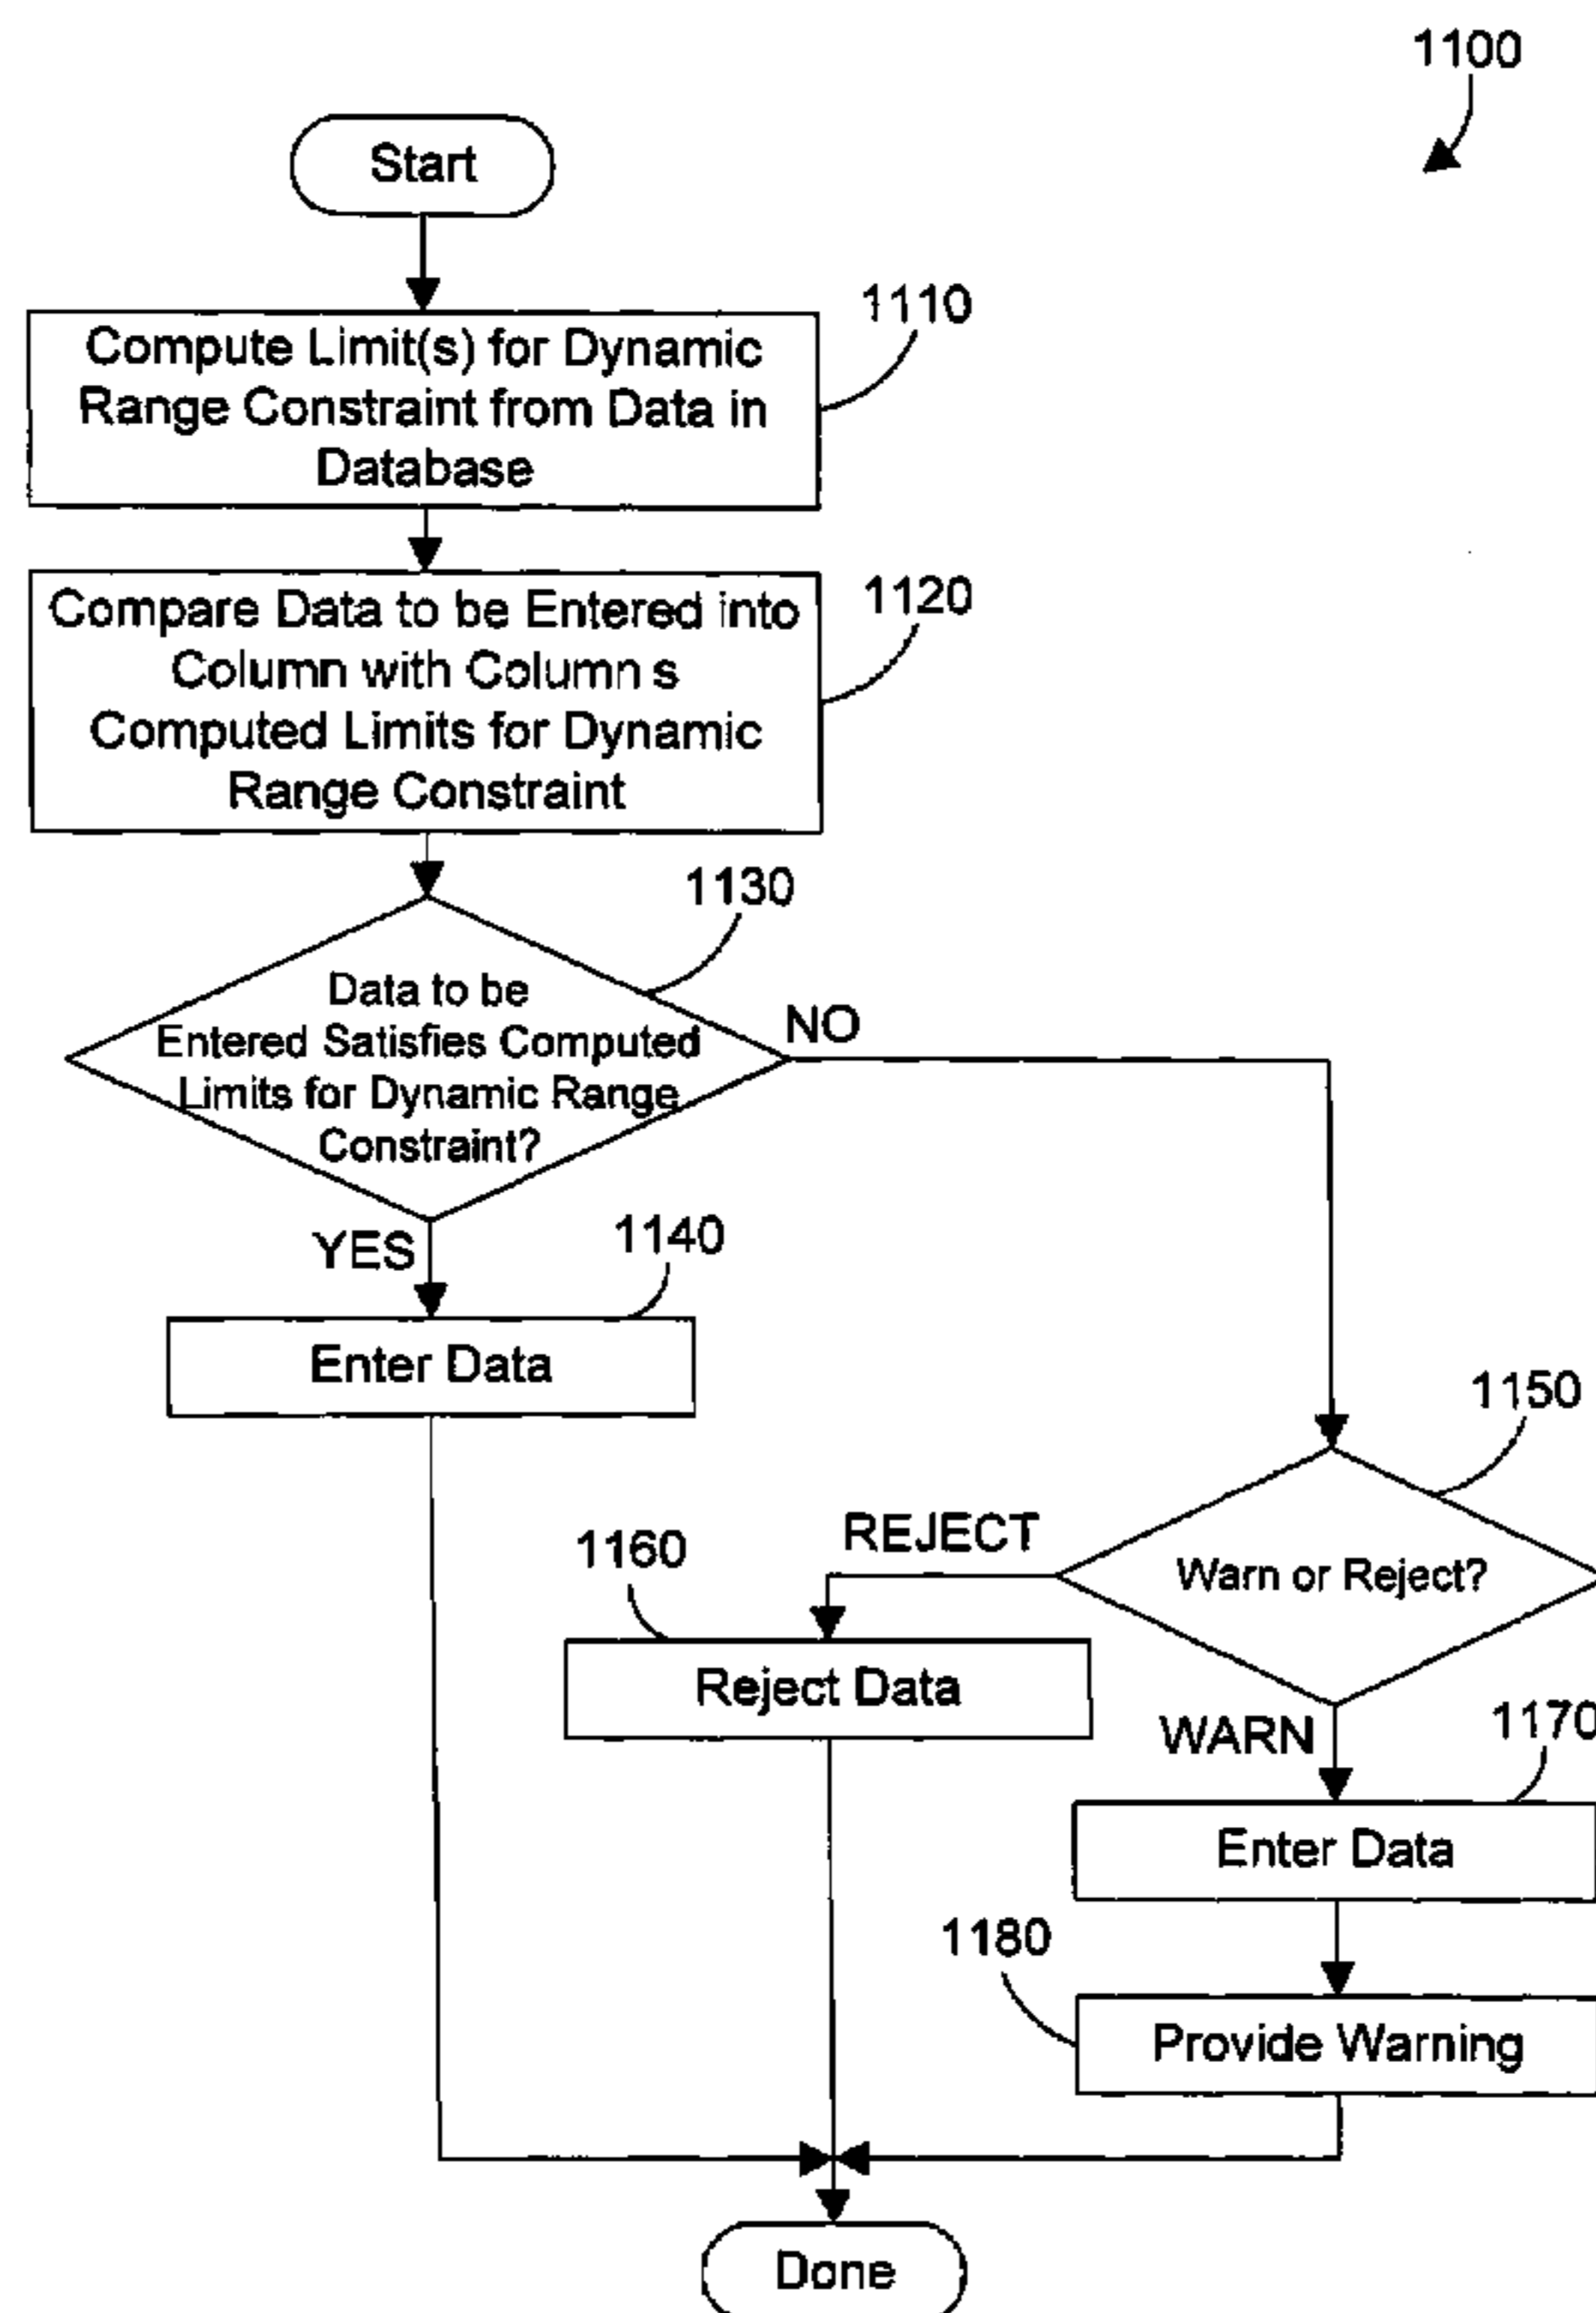 1100
Start
1110
Compute Limit(s) for Dynamic
Range Constraint from Data in
Database
1120
Compare Data to be Entered into
Column with Column s
Computed Limits for Dynamic
Range Constraint
1130
Data to be
Entered Satisfies Computed
Limits for Dynamic Range
Constraint?
NO
YES
1140
Enter Data
1150
Warn or Reject?
REJECT
1160
Reject Data
WARN
1170
Enter Data
1180
Provide Warning
Done